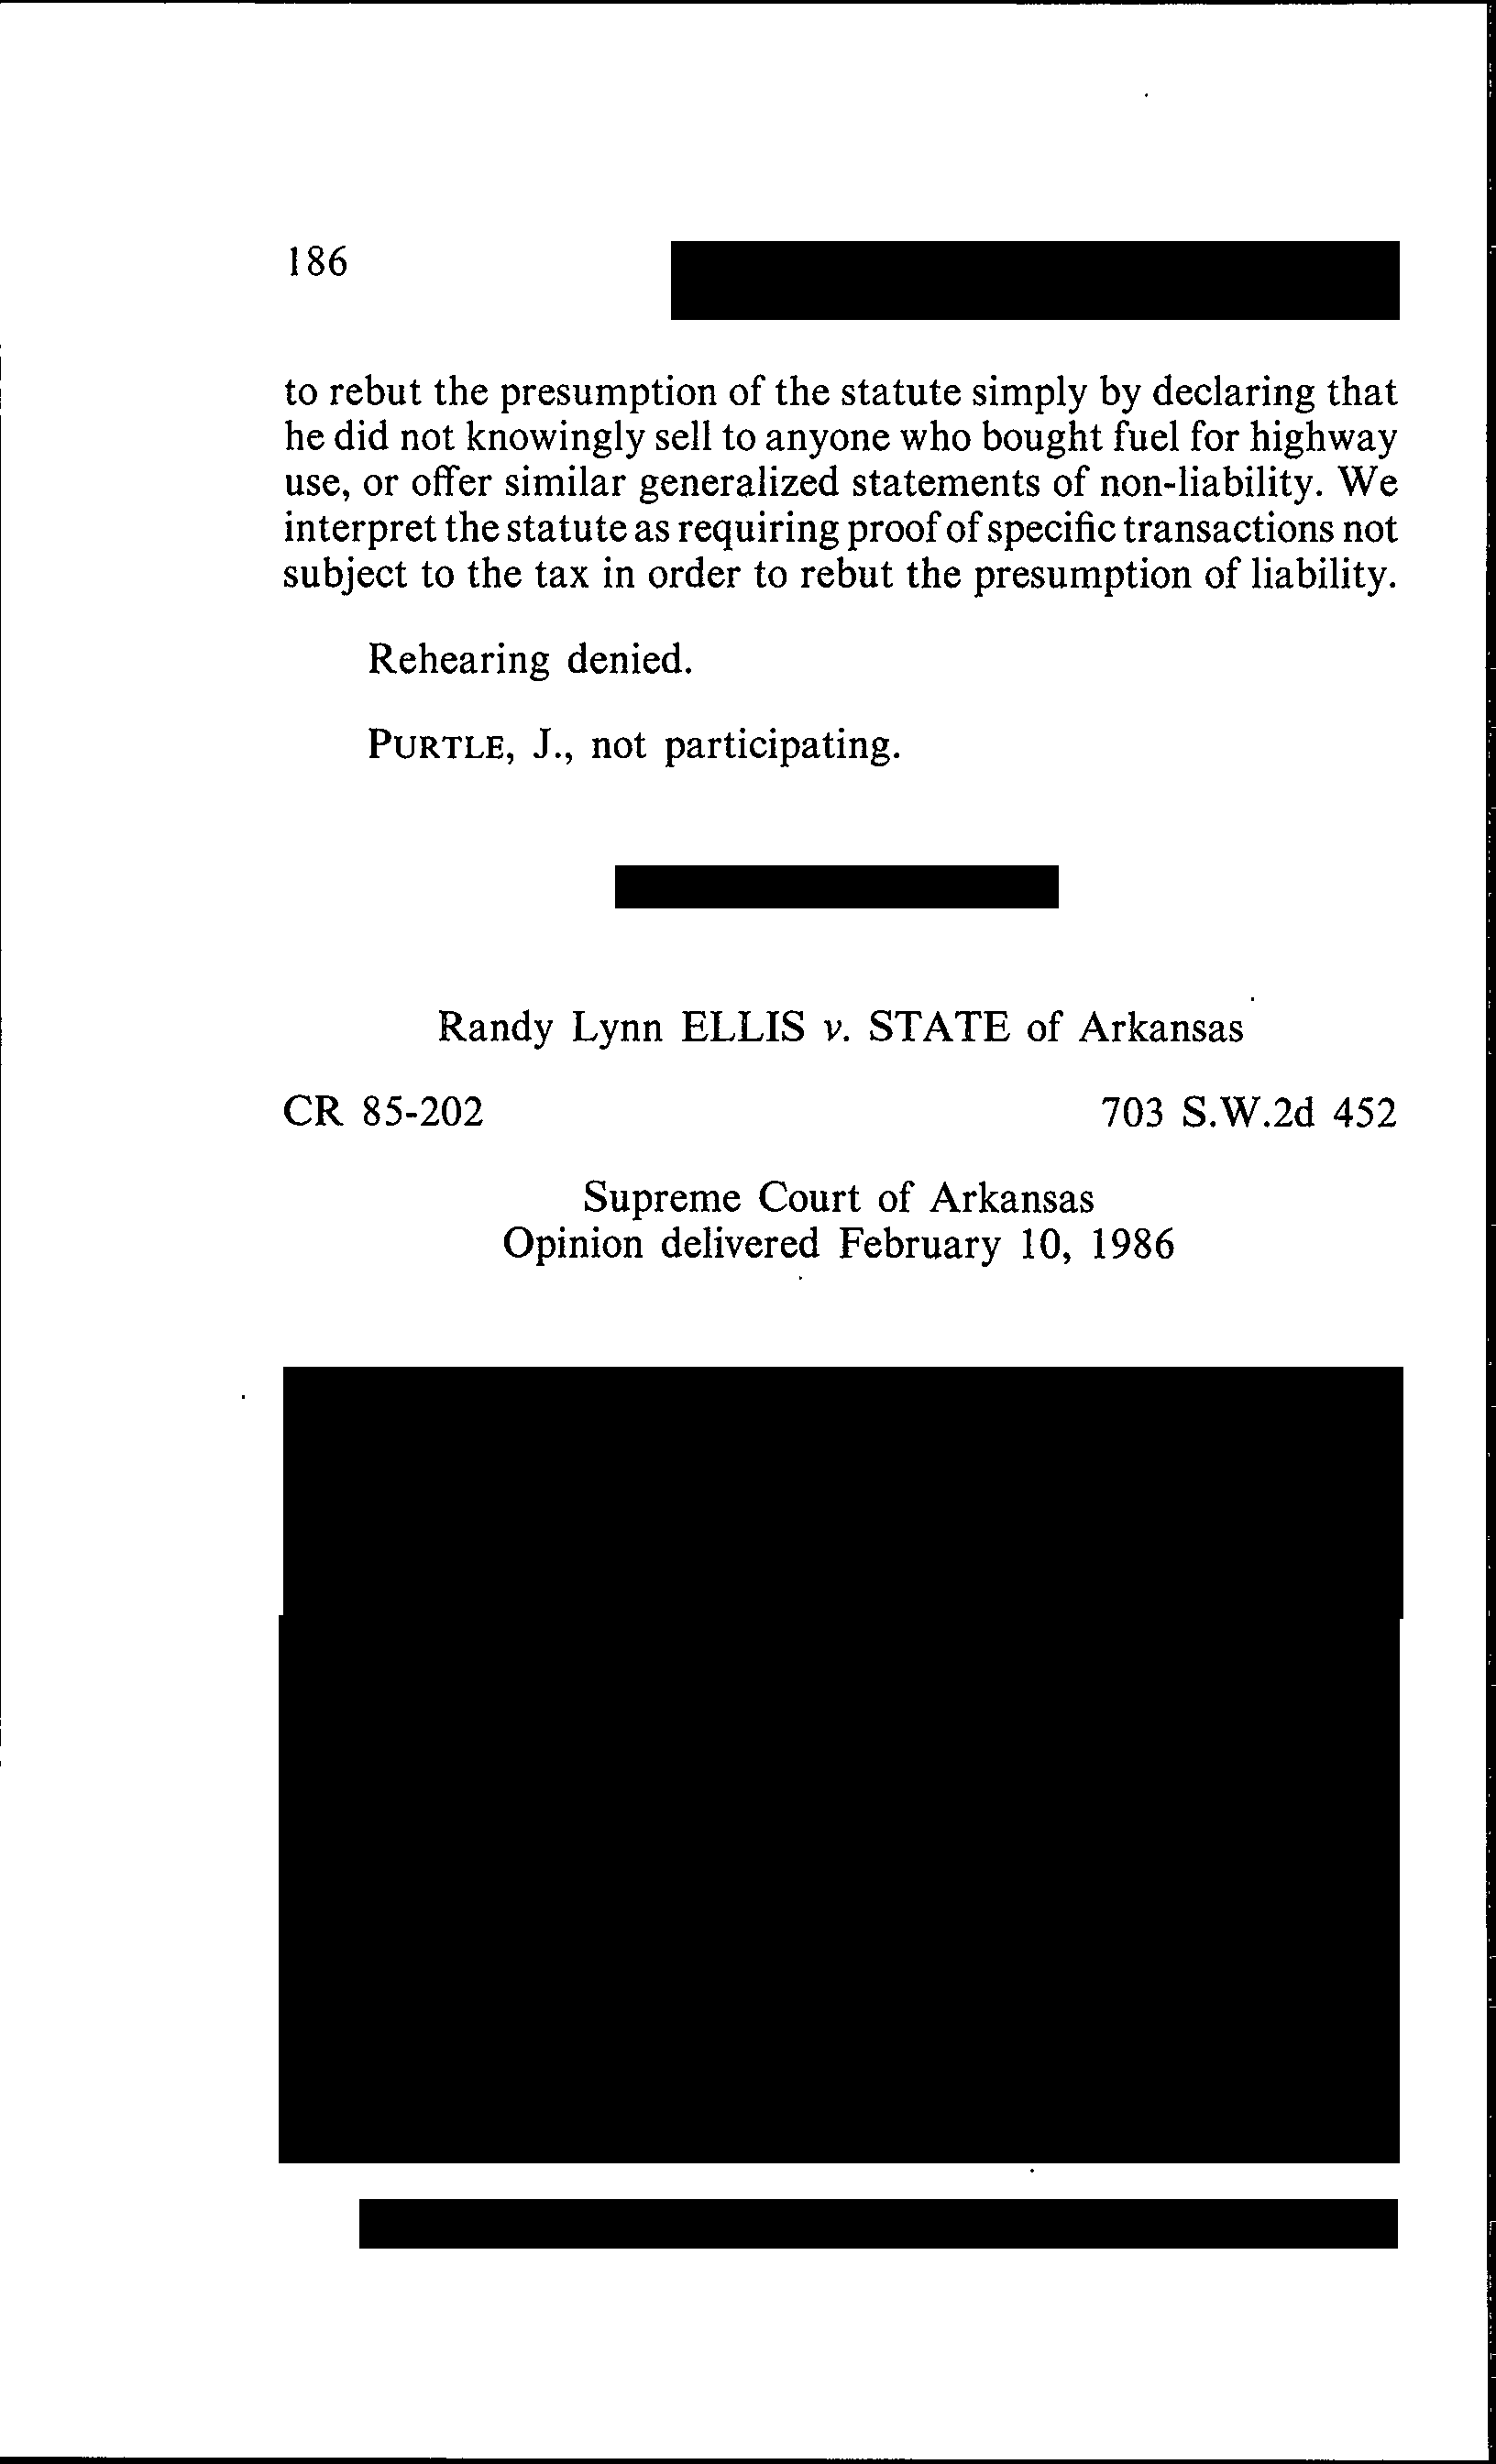 186
to rebut the presumption of the statute simply by declaring that
he did not knowingly sell to anyone who bought fuel for highway
use, or offer similar generalized statements of non-liability. We
interpret the statute as requiring proof of specific transactions not
subject to the tax in order to rebut the presumption of liability.
Rehearing denied.
PURTLE, J., not participating.
Randy Lynn ELLIS v. STATE of Arkansas
CR 85-202 703 S.W.2d 452
Supreme Court of Arkansas
Opinion delivered February 10, 1986